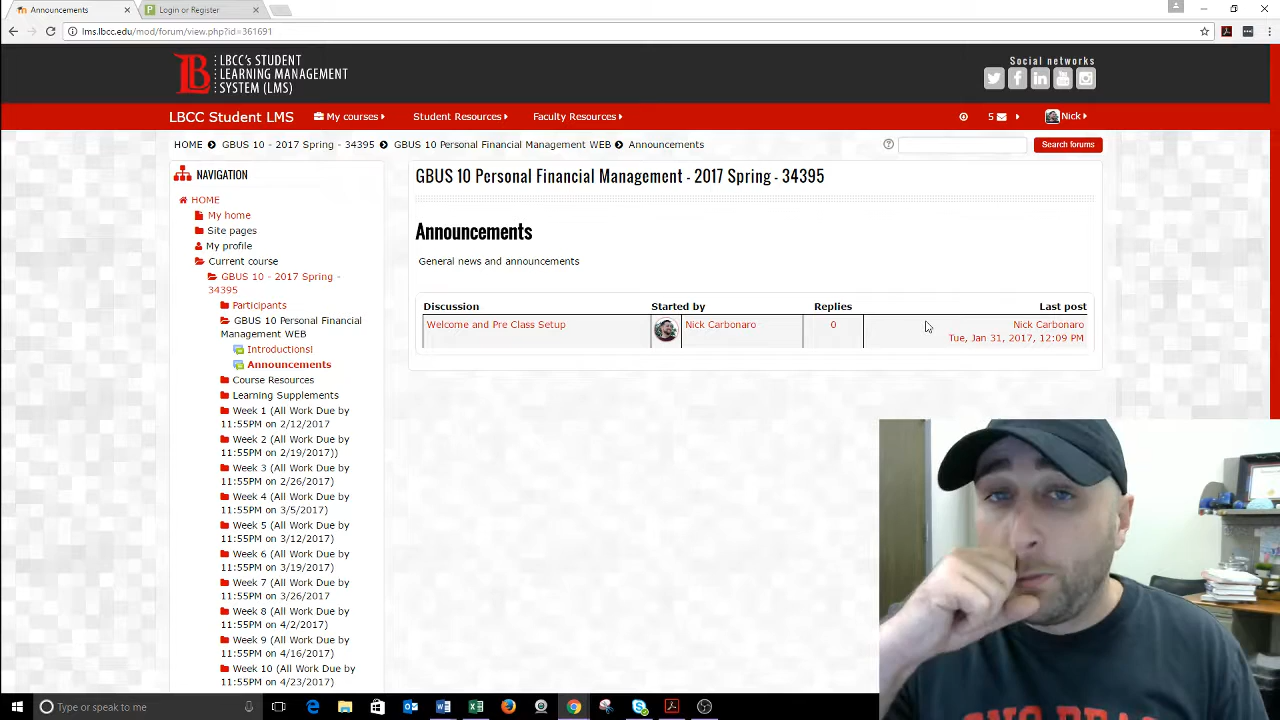 Announcements
Login or Register
lms.lbcc.edu/mod/forum/view.php?id=361691
LBCC's STUDENT
LEARNING MANAGEMENT
SYSTEM (LMS)
Social networks
LBCC Student LMS
My courses
Student Resources
Faculty Resources
5
Nick
HOME
GBUS 10 - 2017 Spring - 34395
GBUS 10 Personal Financial Management WEB
Announcements
Search forums
NAVIGATION
HOME
My home
Site pages
My profile
Current course
GBUS 10 - 2017 Spring -
34395
Participants
GBUS 10 Personal Financial
Management WEB
Introductions!
Announcements
Course Resources
Learning Supplements
Week 1 (All Work Due by
11:55PM on 2/12/2017
Week 2 (All Work Due by
11:55PM on 2/19/2017))
Week 3 (All Work Due by
11:55PM on 2/26/2017)
Week 4 (All Work Due by
11:55PM on 3/5/2017)
Week 5 (All Work Due by
11:55PM on 3/12/2017)
Week 6 (All Work Due by
11:55PM on 3/19/2017)
Week 7 (All Work Due by
11:55PM on 3/26/2017
Week 8 (All Work Due by
11:55PM on 4/2/2017)
Week 9 (All Work Due by
11:55PM on 4/16/2017)
Week 10 (All Work Due by
11:55PM on 4/23/2017)
GBUS 10 Personal Financial Management - 2017 Spring - 34395
Announcements
General news and announcements
Discussion
Started by
Replies
Last post
Welcome and Pre Class Setup
Nick Carbonaro
0
Nick Carbonaro
Tue, Jan 31, 2017, 12:09 PM
Type or speak to me